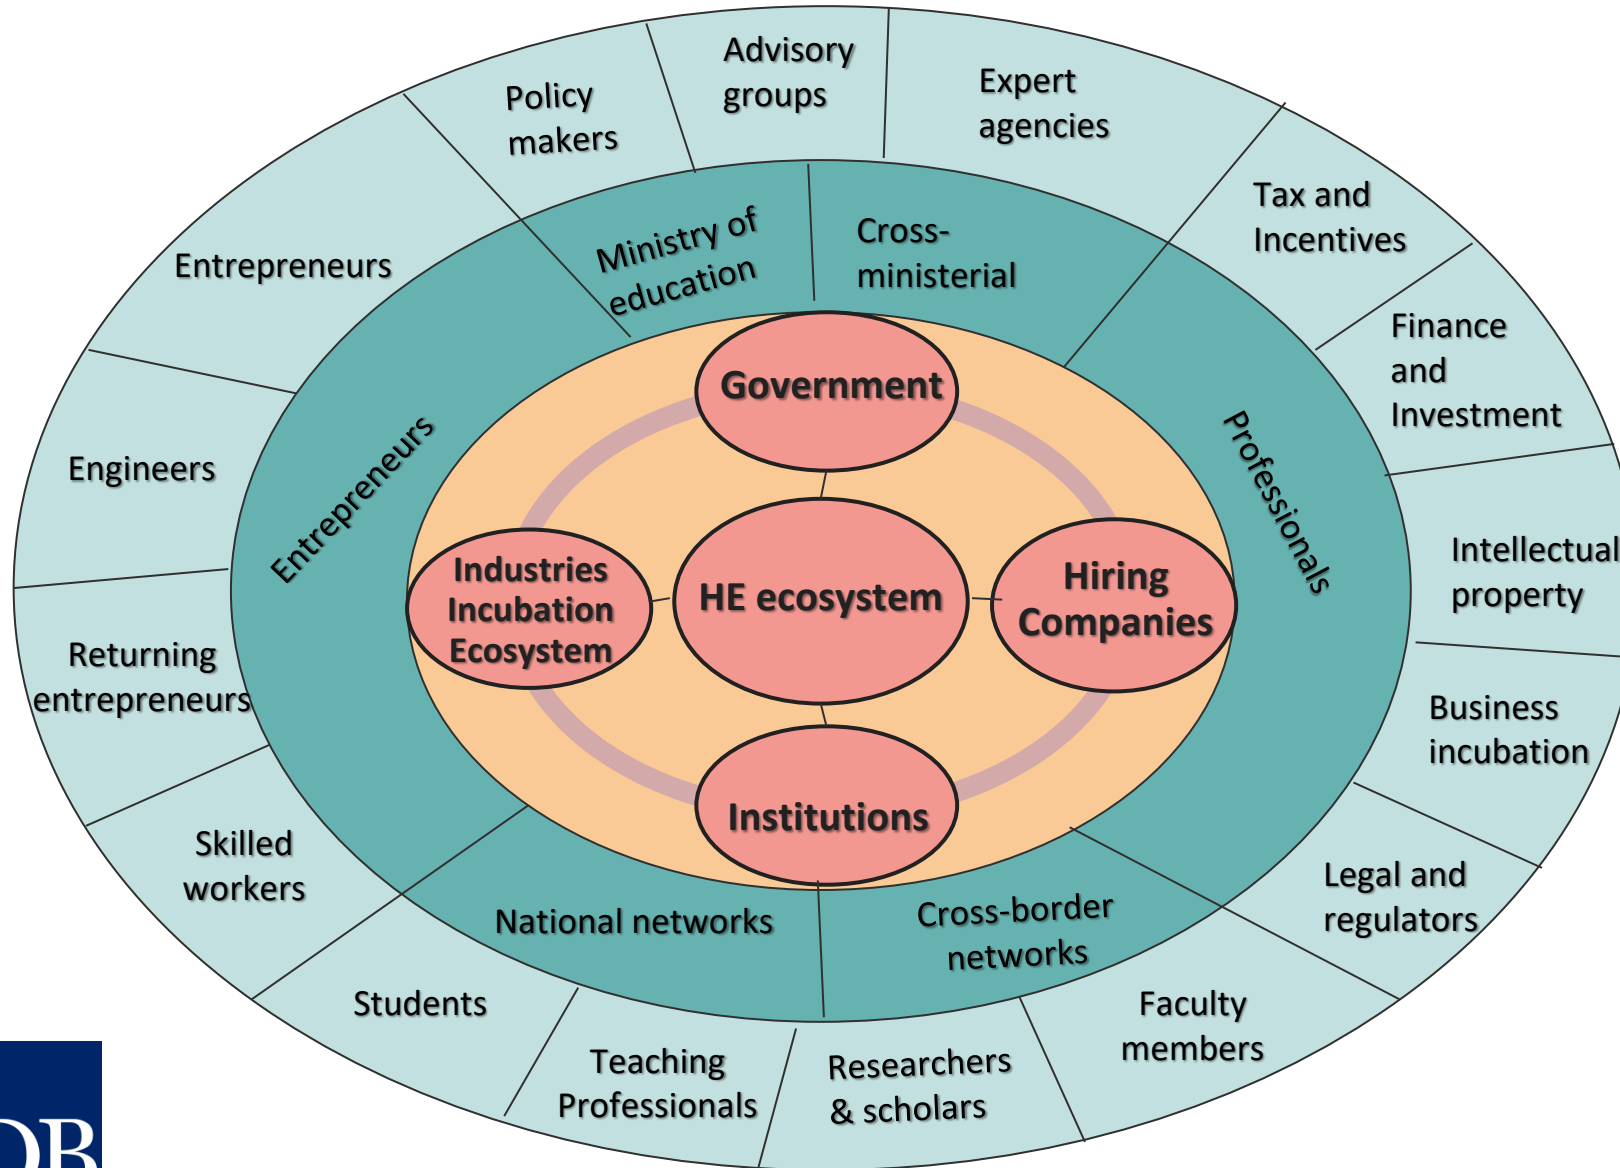 Advisory
groups
Policy
makers
Expert
agencies
Tax and
Incentives
Ministry of
education
Cross-
ministerial
Entrepreneurs
Finance
and
Investment
Government
Entrepreneurs
Professionals
Engineers
Intellectual
property
Industries
Incubation
Ecosystem
HE ecosystem
Hiring
Companies
Returning
entrepreneurs
Business
incubation
Institutions
Skilled
workers
Legal and
regulators
National networks
Cross-border
networks
Students
Faculty
members
Teaching
Professionals
Researchers
& scholars
DB